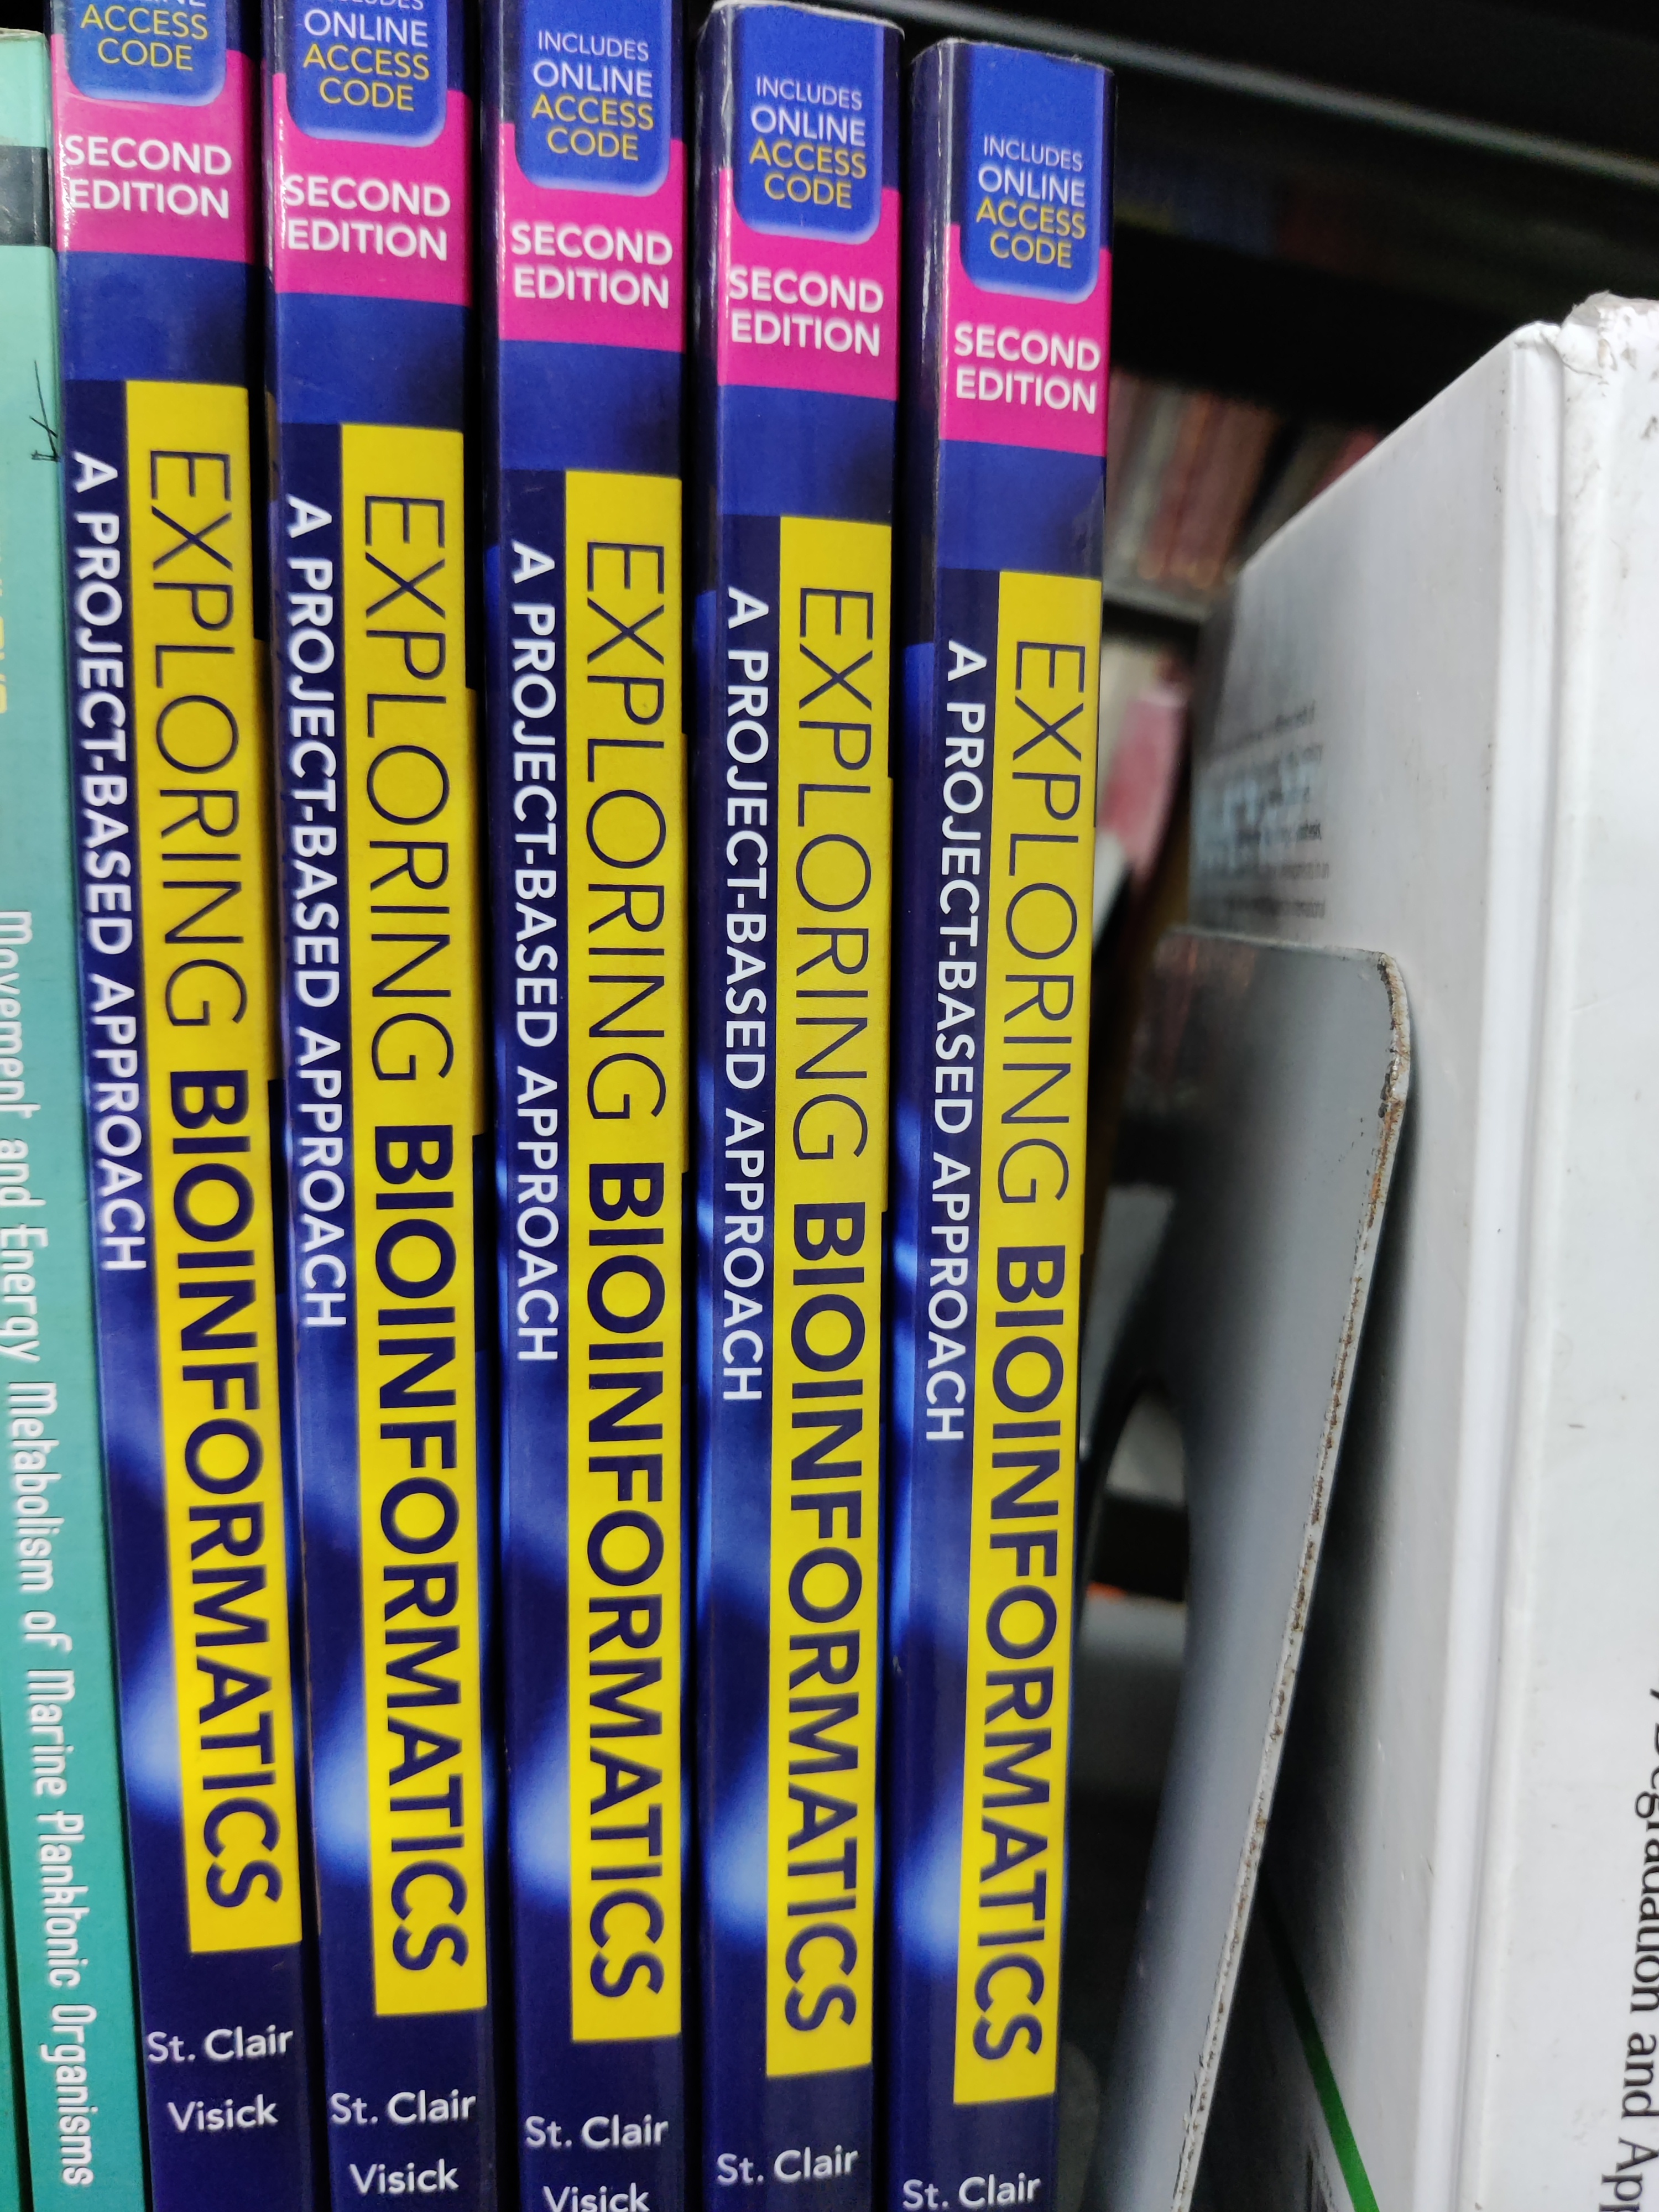 Movement and Energy Metabolism of Marine Planktonic Organisms
ONLINE
ACCESS
CODE
SECOND
EDITION
EXPLORING BIOINFORMATICS
A PROJECT-BASED APPROACH
St. Clair
Visick
INCLUDES
ONLINE
ACCESS
CODE
SECOND
EDITION
EXPLORING BIOINFORMATICS
A PROJECT-BASED APPROACH
St. Clair
Visick
INCLUDES
ONLINE
ACCESS
CODE
SECOND
EDITION
EXPLORING BIOINFORMATICS
A PROJECT-BASED APPROACH
St. Clair
Visick
INCLUDES
ONLINE
ACCESS
CODE
SECOND
EDITION
EXPLORING BIOINFORMATICS
A PROJECT-BASED APPROACH
St. Clair
INCLUDES
ONLINE
ACCESS
CODE
SECOND
EDITION
EXPLORING BIOINFORMATICS
A PROJECT-BASED APPROACH
St. Clair
Degradation and